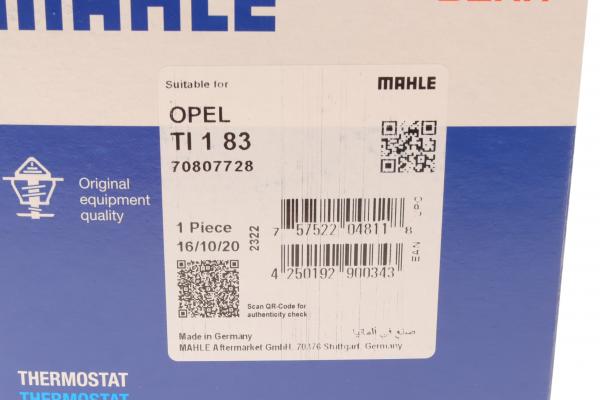 MAHLE
Suitable for
MAHLE
OPEL
TI 1 83
70807728
Original
equipment
quality
1 Piece
16/10/20
2322
7 57522 04811 8
UPC
4 250192 900343
EAN
Scan QR-Code for
authenticity check
صنع في ألمانيا
Made in Germany
MAHLE Aftermarket GmbH, 70376 Stuttgart, Germany
THERMOSTAT
THERMOSTAT